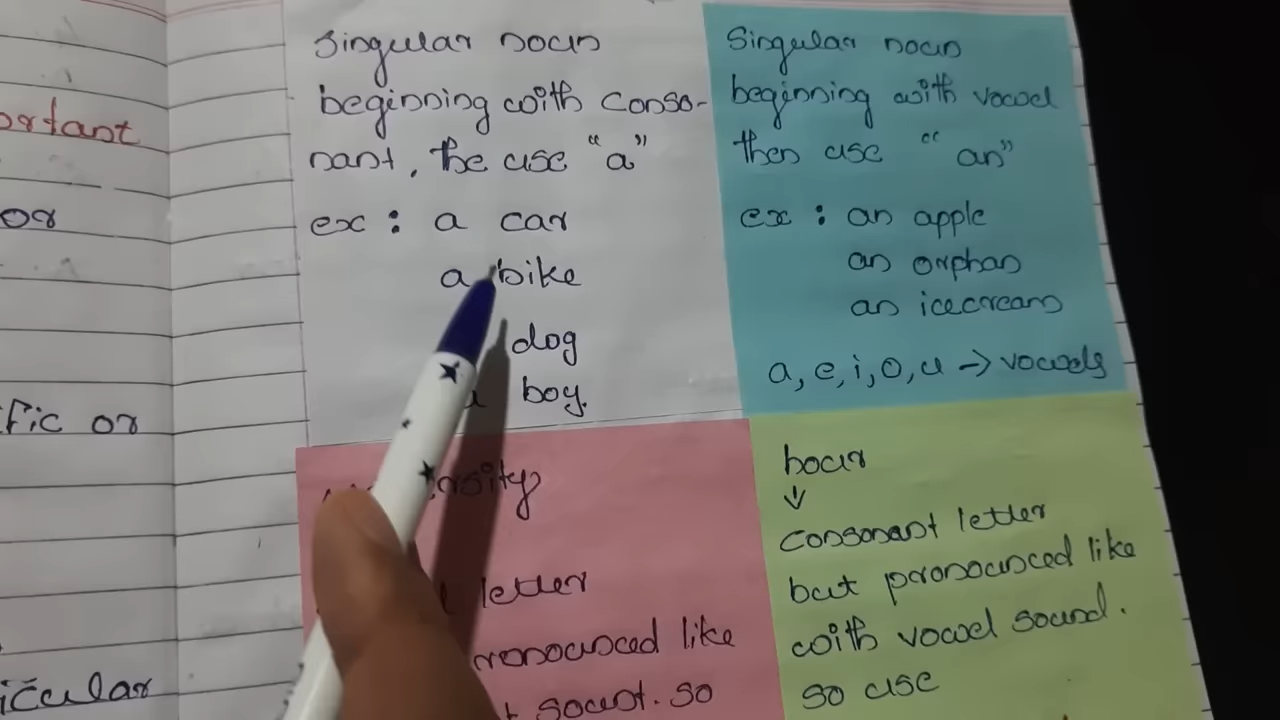 ortant
or
fic or
icular
Singular noun
beginning with conso-
nant, the use "a"
ex : a car
a bike
dog
a boy.
Singular noun
beginning with vowel
then use "an"
ex : an apple
an orphan
an icecream
a, e, i, o, u → vowels
letter
pronounced like
so
hour
↓
consonant letter
but pronounced like
with vowel sound.
so use